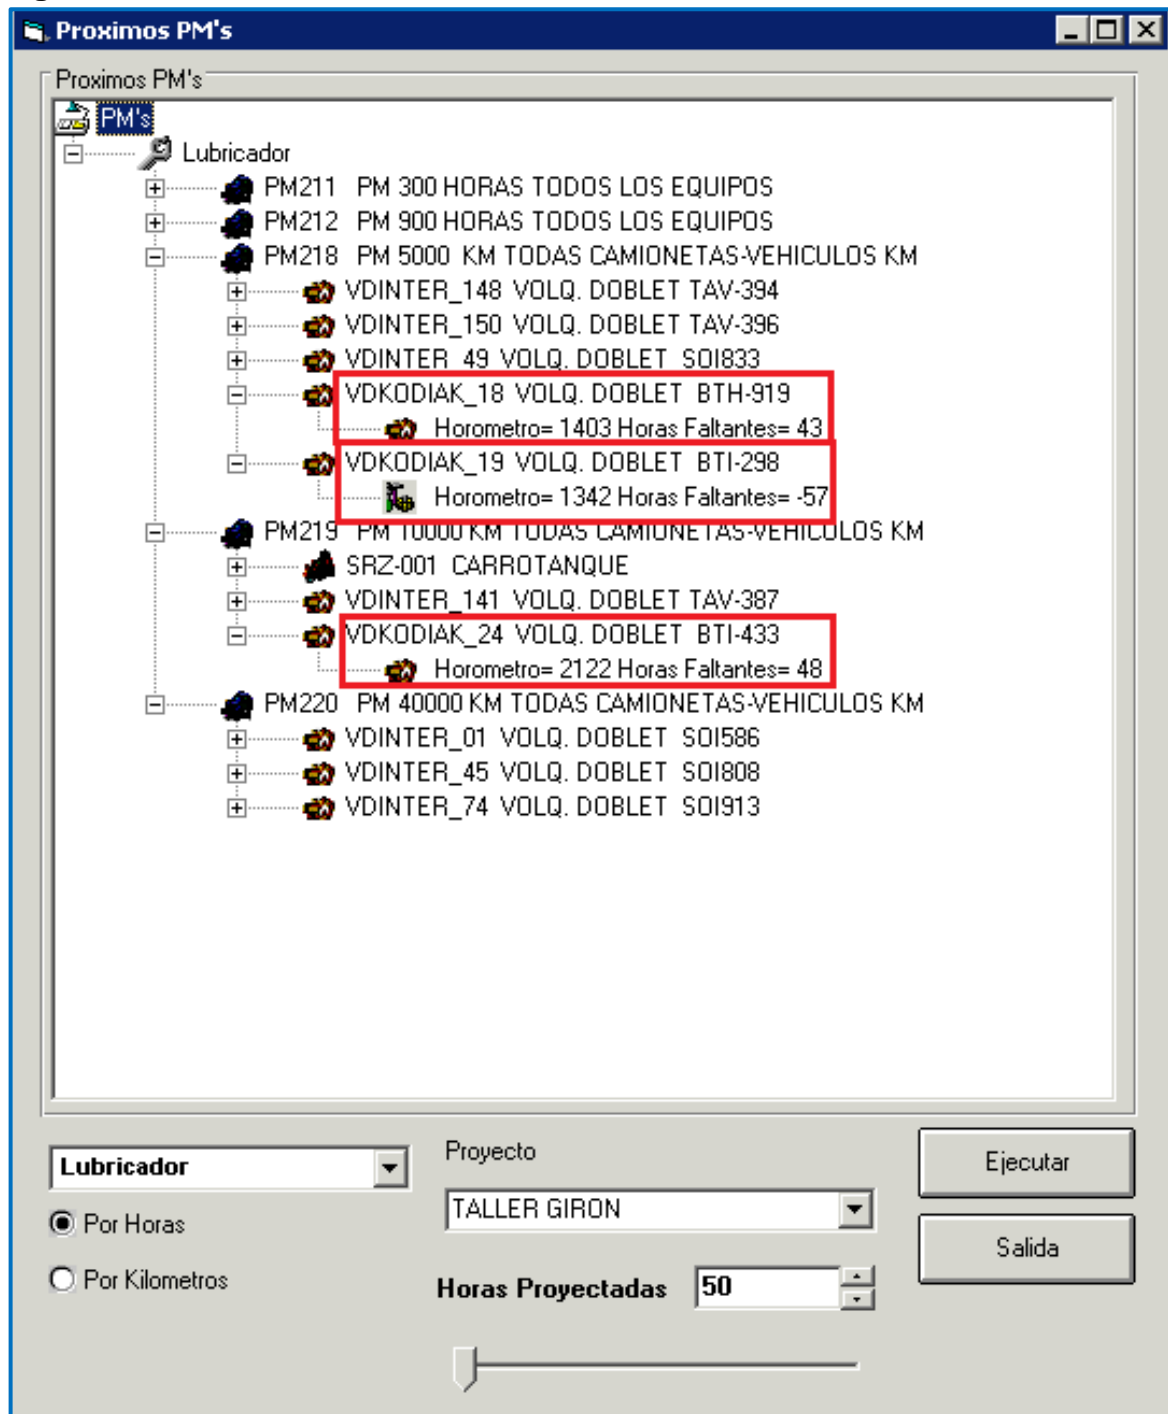 Proximos PM's
Proximos PM's
PM's
Lubricador
PM211 PM 300 HORAS TODOS LOS EQUIPOS
PM212 PM 900 HORAS TODOS LOS EQUIPOS
PM218 PM 5000 KM TODAS CAMIONETAS-VEHICULOS KM
VDINTER_148 VOLQ. DOBLET TAV-394
VDINTER_150 VOLQ. DOBLET TAV-396
VDINTER_49 VOLQ. DOBLET SOI833
VDKODIAK_18 VOLQ. DOBLET BTH-919
Horometro= 1403 Horas Faltantes= 43
VDKODIAK_19 VOLQ. DOBLET BTI-298
Horometro= 1342 Horas Faltantes= -57
PM219 PM 10000 KM TODAS CAMIONETAS-VEHICULOS KM
SRZ-001 CARROTANQUE
VDINTER_141 VOLQ. DOBLET TAV-387
VDKODIAK_24 VOLQ. DOBLET BTI-433
Horometro= 2122 Horas Faltantes= 48
PM220 PM 40000 KM TODAS CAMIONETAS-VEHICULOS KM
VDINTER_01 VOLQ. DOBLET SOI586
VDINTER_45 VOLQ. DOBLET SOI808
VDINTER_74 VOLQ. DOBLET SOI913
Lubricador
Por Horas
Por Kilometros
Proyecto
TALLER GIRON
Horas Proyectadas 50
Ejecutar
Salida